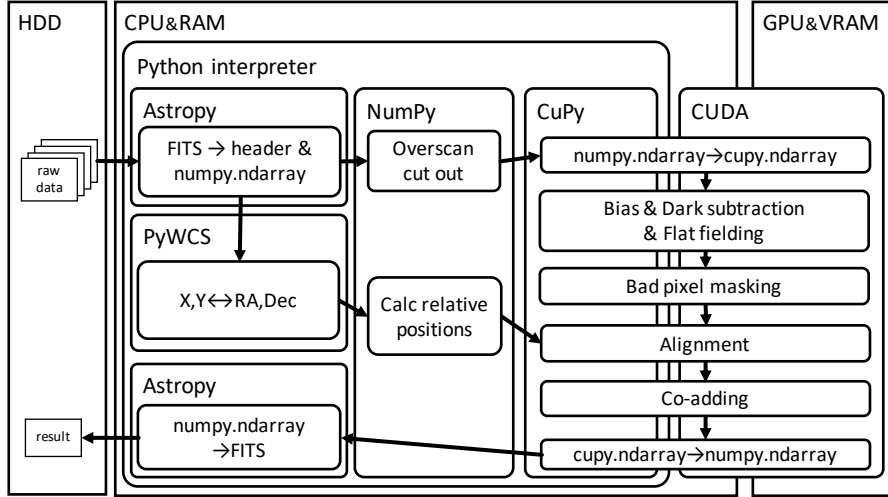 HDD
CPU&RAM
GPU&VRAM
Python interpreter
Astropy
NumPy
CuPy
CUDA
raw
data
FITS → header &
numpy.ndarray
Overscan
cut out
numpy.ndarray→cupy.ndarray
Bias & Dark subtraction
& Flat fielding
PyWCS
X,Y↔RA,Dec
Calc relative
positions
Bad pixel masking
Alignment
Astropy
Co-adding
result
numpy.ndarray
→FITS
cupy.ndarray→numpy.ndarray